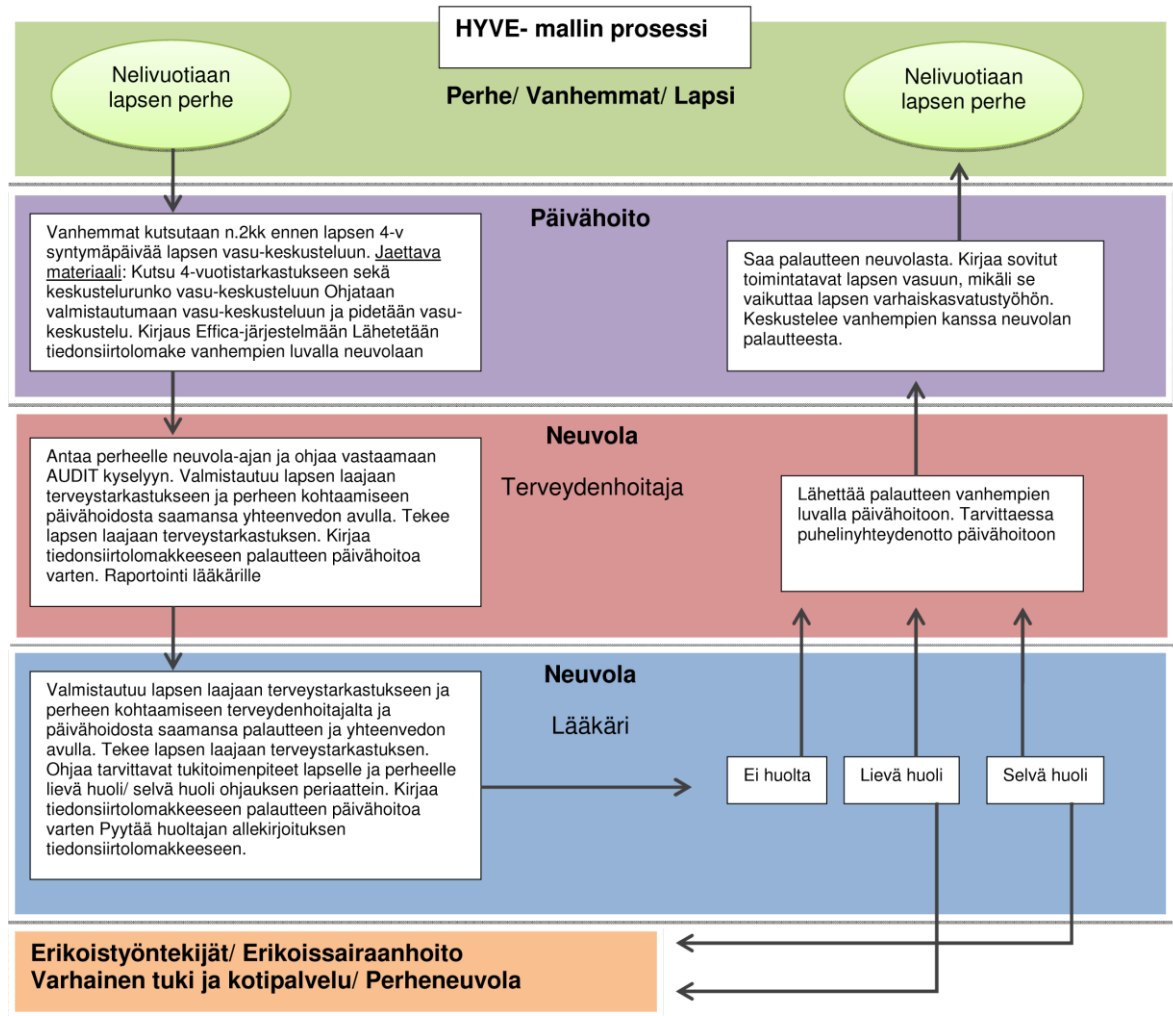 HYVE- mallin prosessi
Nelivuotiaan
lapsen perhe
Perhe/ Vanhemmat/ Lapsi
Nelivuotiaan
lapsen perhe
Päivähoito
Vanhemmat kutsutaan n.2kk ennen lapsen 4-v
syntymäpäivää lapsen vasu-keskusteluun. Jaettava
materiaali: Kutsu 4-vuotistarkastukseen sekä
keskustelurunko vasu-keskusteluun Ohjataan
valmistautumaan vasu-keskusteluun ja pidetään vasu-
keskustelu. Kirjaus Effica-järjestelmään Lähetetään
tiedonsiirtolomake vanhempien luvalla neuvolaan
Saa palautteen neuvolasta. Kirjaa sovitut
toimintatavat lapsen vasuun, mikäli se
vaikuttaa lapsen varhaiskasvatustyöhön.
Keskustelee vanhempien kanssa neuvolan
palautteesta.
Neuvola
Terveydenhoitaja
Antaa perheelle neuvola-ajan ja ohjaa vastaamaan
AUDIT kyselyyn. Valmistautuu lapsen laajaan
terveystarkastukseen ja perheen kohtaamiseen
päivähoidosta saamansa yhteenvedon avulla. Tekee
lapsen laajaan terveystarkastuksen. Kirjaa
tiedonsiirtolomakkeeseen palautteen päivähoitoa
varten. Raportointi lääkärille
Lähettää palautteen vanhempien
luvalla päivähoitoon. Tarvittaessa
puhelinyhteydenotto päivähoitoon
Neuvola
Lääkäri
Valmistautuu lapsen laajaan terveystarkastukseen ja
perheen kohtaamiseen terveydenhoitajalta ja
päivähoidosta saamansa palautteen ja yhteenvedon
avulla. Tekee lapsen laajaan terveystarkastuksen.
Ohjaa tarvittavat tukitoimenpiteet lapselle ja perheelle
lievä huoli/ selvä huoli ohjauksen periaattein. Kirjaa
tiedonsiirtolomakkeeseen palautteen päivähoitoa
varten Pyytää huoltajan allekirjoituksen
tiedonsiirtolomakkeeseen.
Ei huolta
Lievä huoli
Selvä huoli
Erikoistyöntekijät/ Erikoissairaanhoito
Varhainen tuki ja kotipalvelu/ Perheneuvola